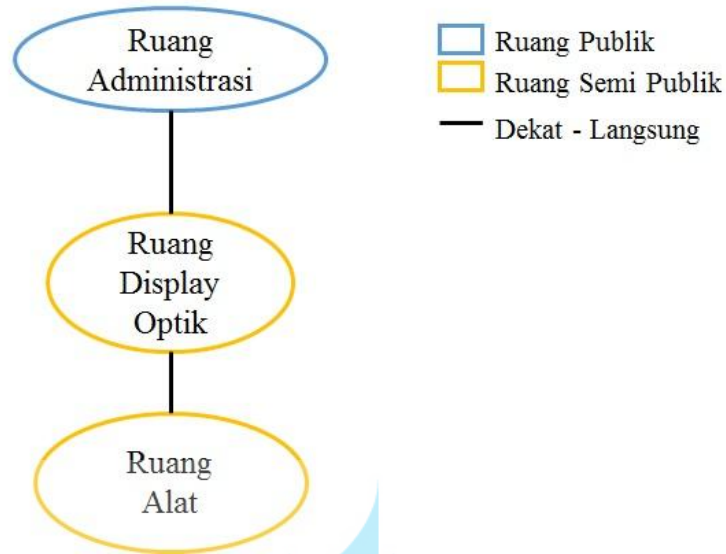 Ruang
Administrasi
Ruang
Display
Optik
Ruang
Alat
Ruang Publik
Ruang Semi Publik
Dekat - Langsung